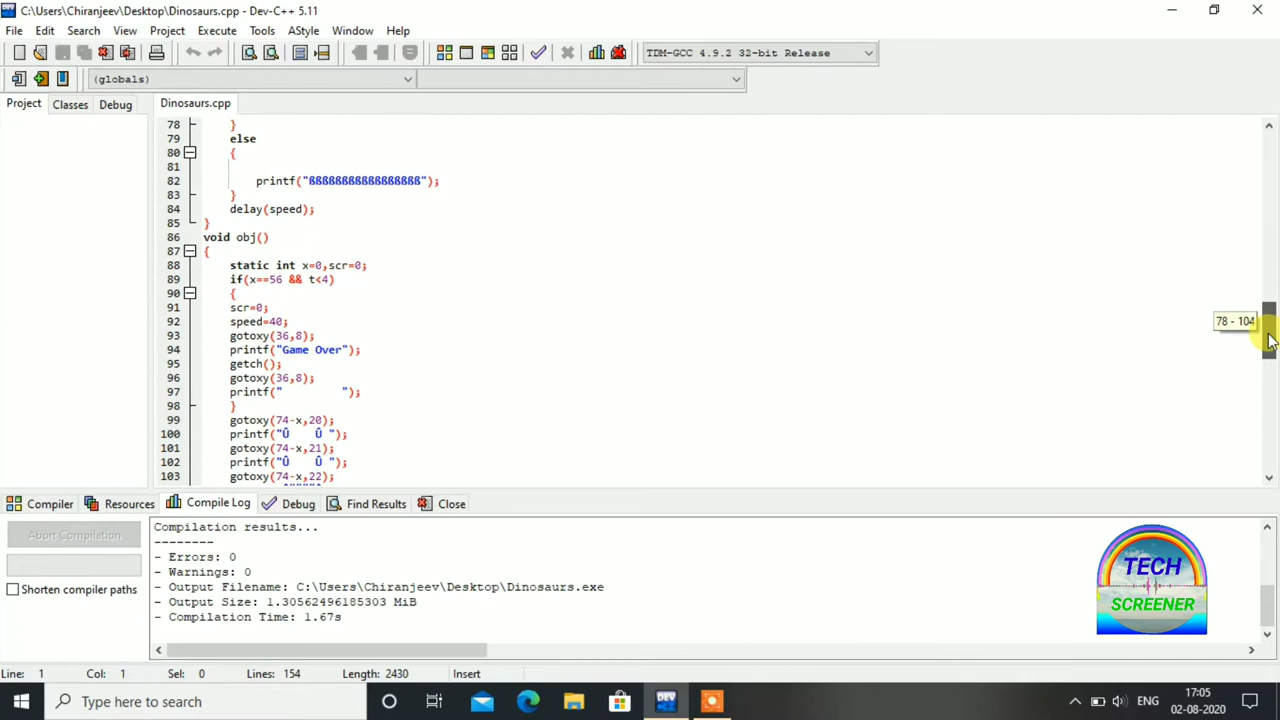 C:\Users\Chiranjeev\Desktop\Dinosaurs.cpp - Dev-C++ 5.11
File Edit Search View Project Execute Tools AStyle Window Help
TDM-GCC 4.9.2 32-bit Release
(globals)
Project Classes Debug Dinosaurs.cpp
78 }
79 else
80 {
81
82 printf("ßßßßßßßßßßßßßßßßß");
83 }
84 delay(speed);
85 }
86 void obj()
87 {
88 static int x=0,scr=0;
89 if(x==56 && t<4)
90 {
91 scr=0;
92 speed=40;
93 gotoxy(36,8);
94 printf("Game Over");
95 getch();
96 gotoxy(36,8);
97 printf("         ");
98 }
99 gotoxy(74-x,20);
100 printf("Û    Û ");
101 gotoxy(74-x,21);
102 printf("Û    Û ");
103 gotoxy(74-x,22);
78 - 104
Compiler Resources Compile Log Debug Find Results Close
Abort Compilation
Shorten compiler paths
Compilation results...
--------
- Errors: 0
- Warnings: 0
- Output Filename: C:\Users\Chiranjeev\Desktop\Dinosaurs.exe
- Output Size: 1.30562496185303 MiB
- Compilation Time: 1.67s
TECH
SCREENER
Line: 1 Col: 1 Sel: 0 Lines: 154 Length: 2430 Insert
Type here to search
DEV
ENG
17:05
02-08-2020